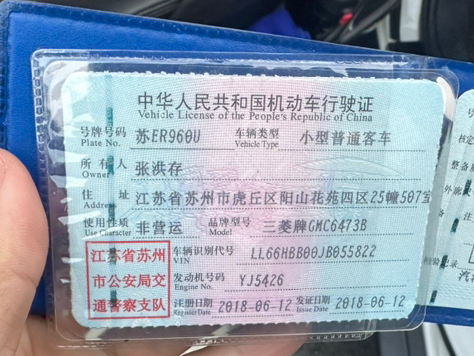 中华人民共和国机动车行驶证
Vehicle License of the People's Republic of China
号牌号码 苏ER960U 车辆类型 小型普通客车
Plate No. Vehicle Type
所有人 张洪存
Owner
住址 江苏省苏州市虎丘区阳山花苑四区25幢507室
Address
使用性质 非营运 品牌型号 三菱牌GMC6473B
Use Character Model
江苏省苏州
市公安局交
通警察支队
车辆识别代号 LL66HBB00JB055822
VIN
发动机号码 YJ5426
Engine No.
注册日期 2018-06-12 发证日期 2018-06-12
Register Date Issue Date